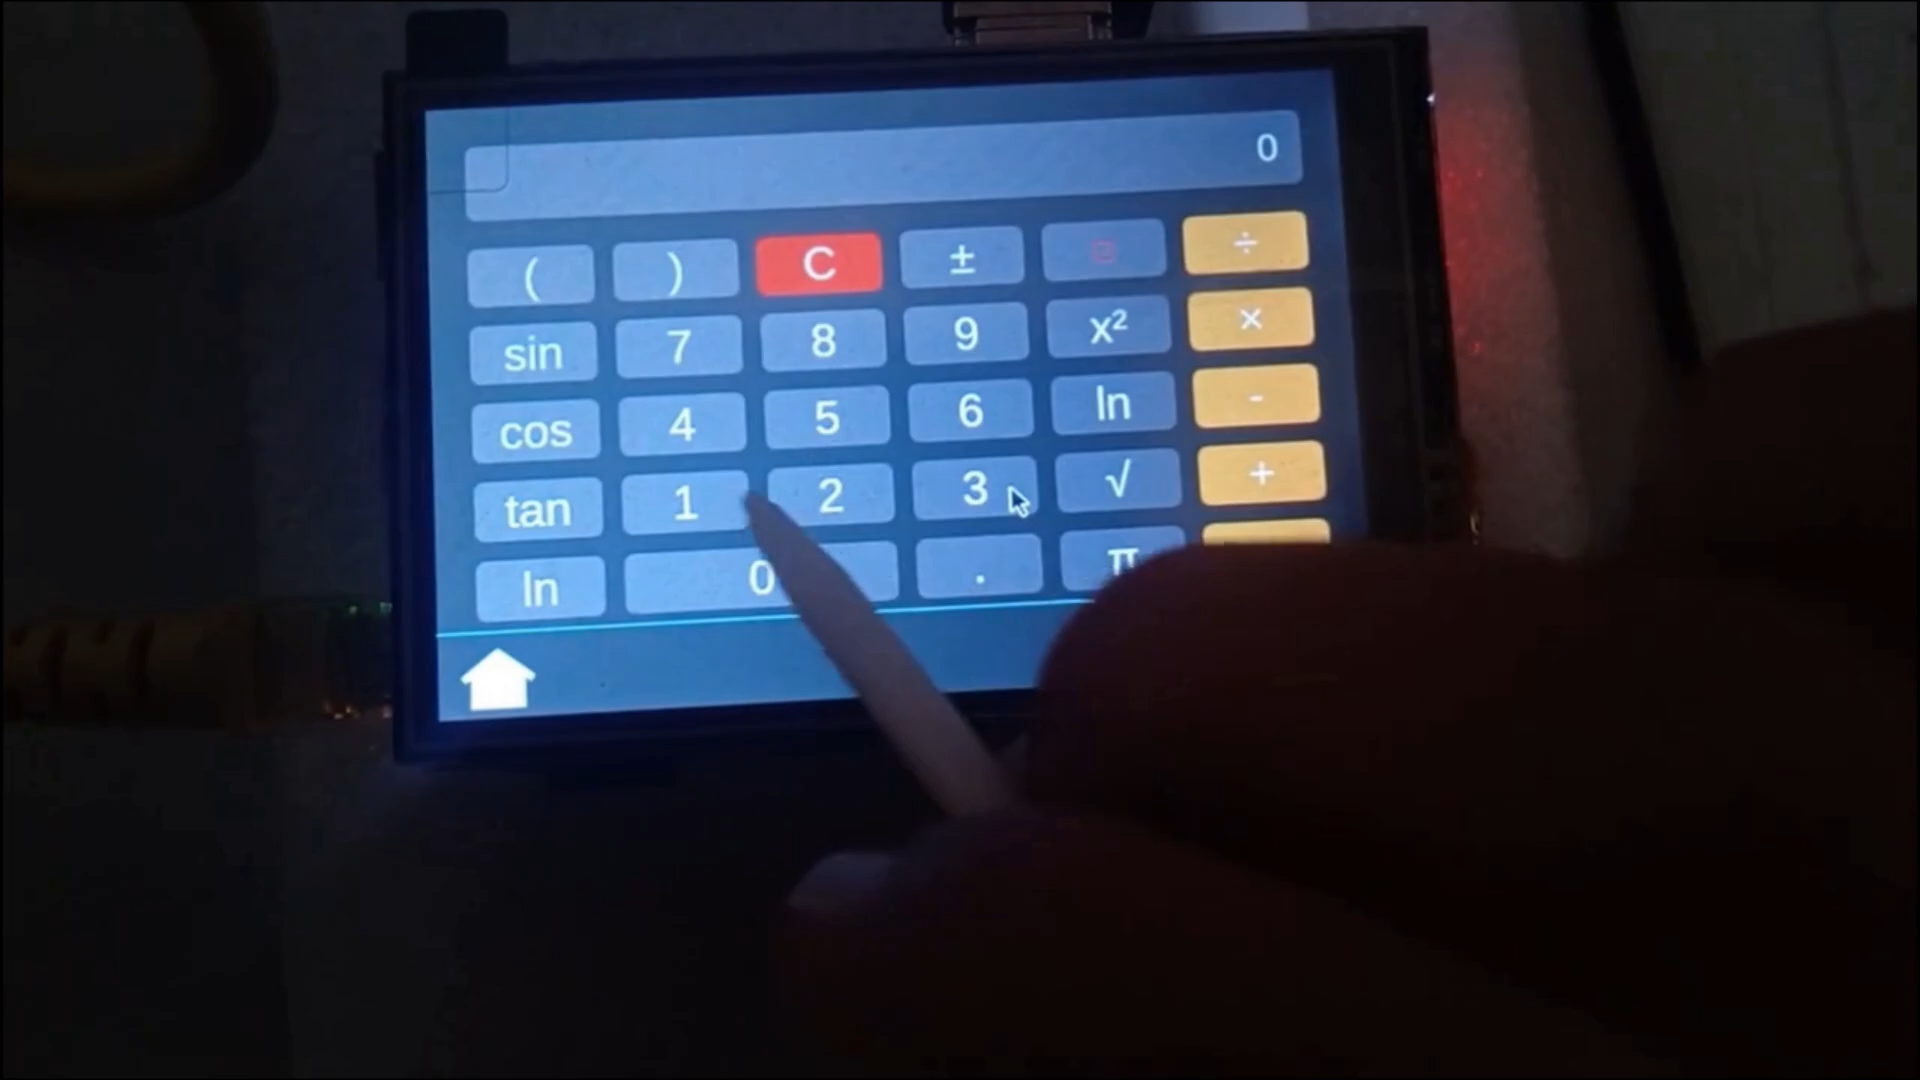 0
( ) C ± ÷
sin 7 8 9 x² ×
cos 4 5 6 ln -
tan 1 2 3 √ +
ln 0 . π